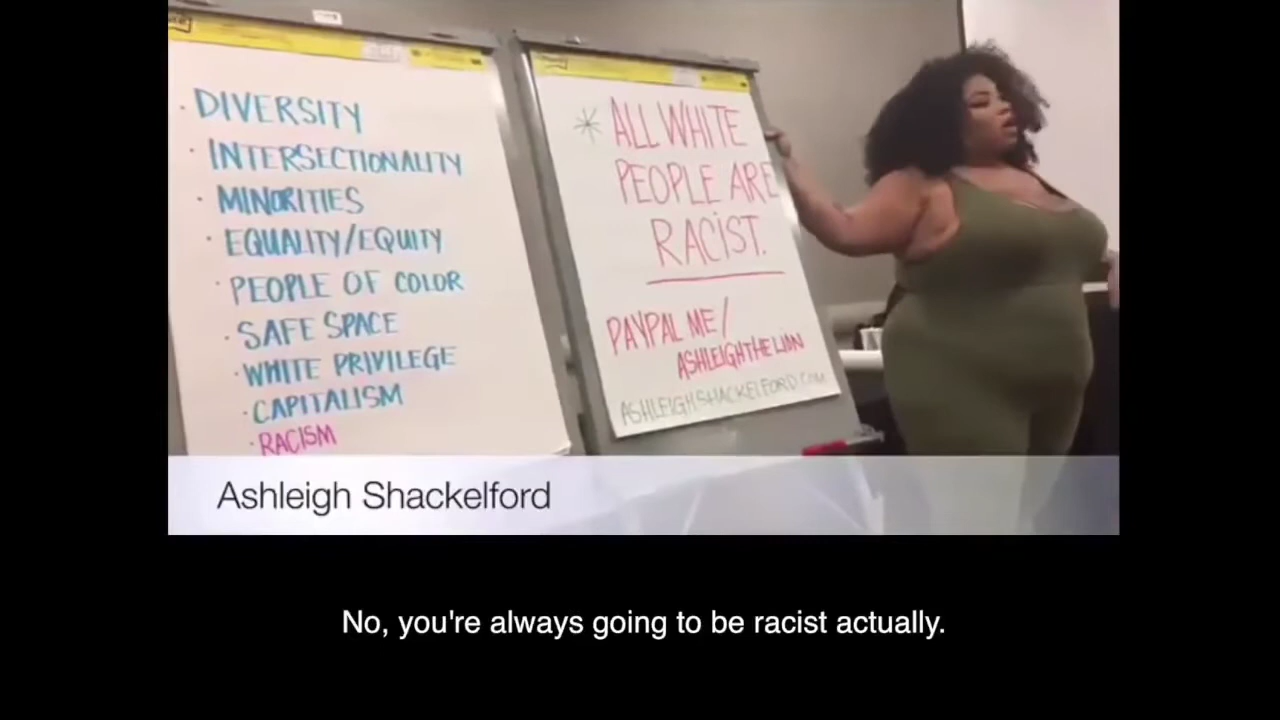 · DIVERSITY
· INTERSECTIONALITY
· MINORITIES
· EQUALITY/EQUITY
· PEOPLE OF COLOR
· SAFE SPACE
· WHITE PRIVILEGE
· CAPITALISM
· RACISM
* ALL WHITE
PEOPLE ARE
RACIST.
PAYPAL ME/
ASHLEIGHTHELION
ASHLEIGHSHACKELFORD.COM
Ashleigh Shackelford
No, you're always going to be racist actually.